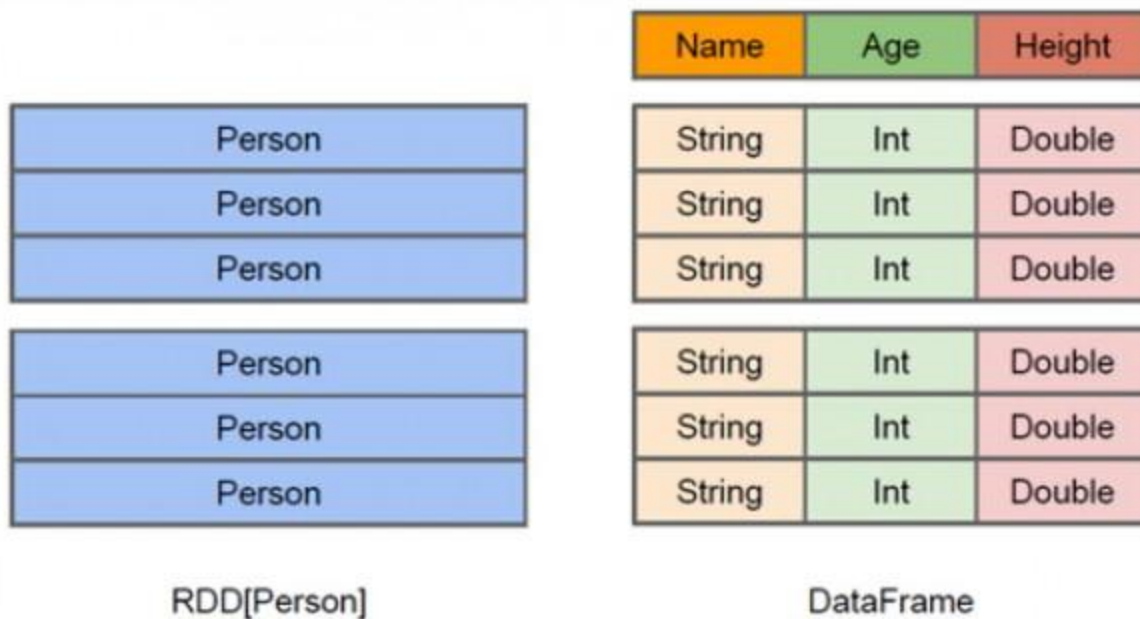 Name Age Height
Person
Person
Person
String Int Double
String Int Double
String Int Double
Person
Person
Person
String Int Double
String Int Double
String Int Double
RDD[Person]
DataFrame